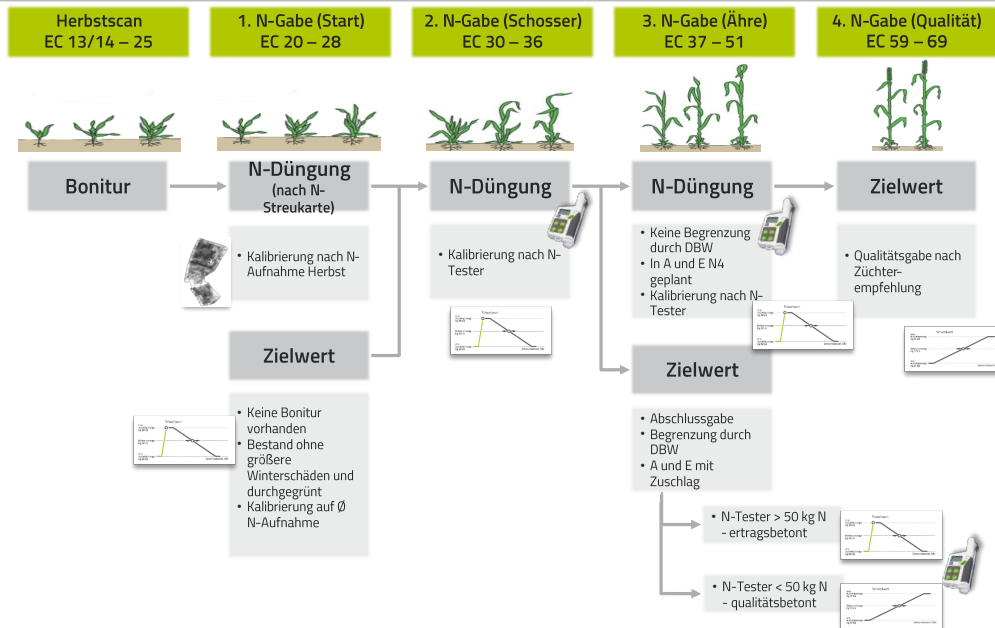 Herbstscan
EC 13/14 – 25
1. N-Gabe (Start)
EC 20 – 28
2. N-Gabe (Schosser)
EC 30 – 36
3. N-Gabe (Ähre)
EC 37 – 51
4. N-Gabe (Qualität)
EC 59 – 69
Bonitur
N-Düngung
(nach N-
Streukarte)
N-Düngung
N-Düngung
Zielwert
• Kalibrierung nach N-
Aufnahme Herbst
• Kalibrierung nach N-
Tester
• Keine Begrenzung
durch DBW
• In A und E N4
geplant
• Kalibrierung nach N-
Tester
• Qualitätsgabe nach
Züchter-
empfehlung
Zielwert
• Keine Bonitur
vorhanden
• Bestand ohne
größere
Winterschäden und
durchgegrünt
• Kalibrierung auf Ø
N-Aufnahme
Zielwert
• Abschlussgabe
• Begrenzung durch
DBW
• A und E mit
Zuschlag
• N-Tester > 50 kg N
- ertragsbetont
• N-Tester < 50 kg N
- qualitätsbetont